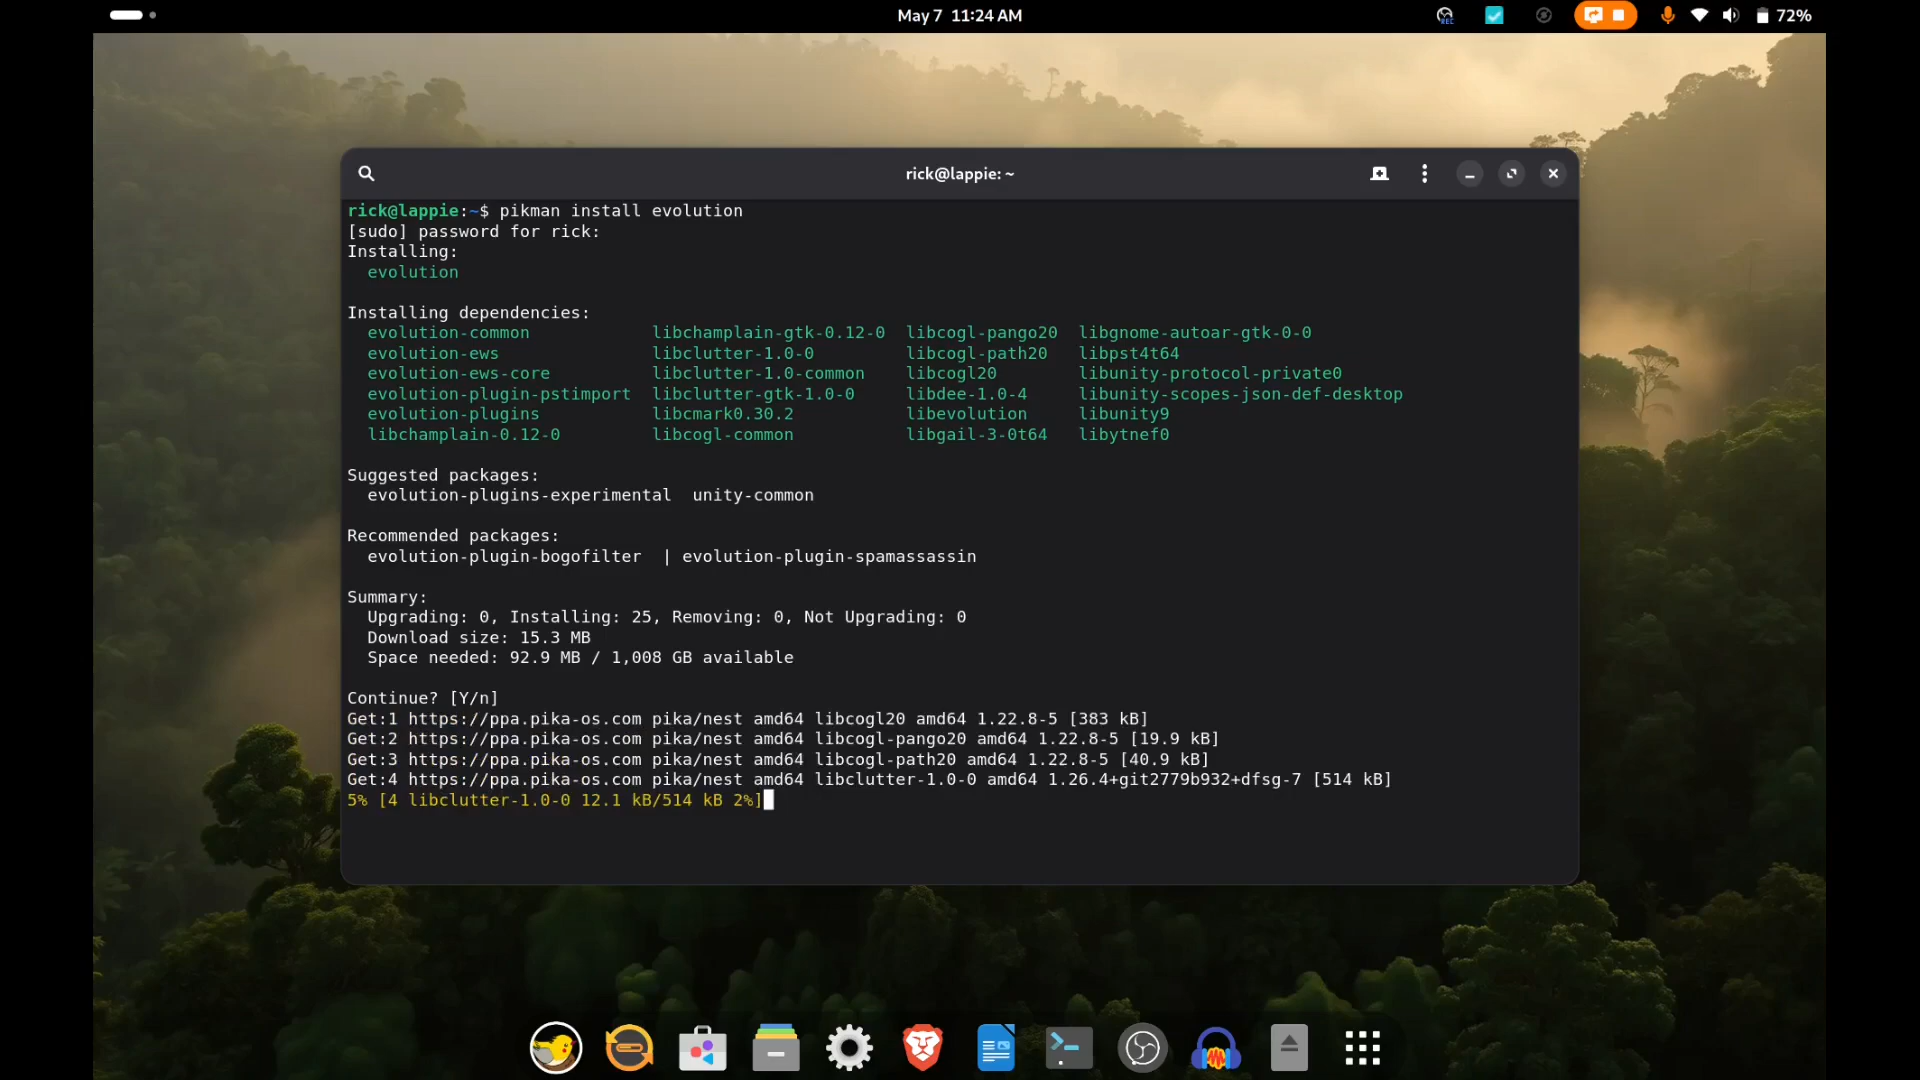 May 7 11:24 AM
REC
72%
rick@lappie: ~
rick@lappie:~$ pikman install evolution
[sudo] password for rick:
Installing:
evolution
Installing dependencies:
evolution-common libchamplain-gtk-0.12-0 libcogl-pango20 libgnome-autoar-gtk-0-0
evolution-ews libclutter-1.0-0 libcogl-path20 libpst4t64
evolution-ews-core libclutter-1.0-common libcogl20 libunity-protocol-private0
evolution-plugin-pstimport libclutter-gtk-1.0-0 libdee-1.0-4 libunity-scopes-json-def-desktop
evolution-plugins libcmark0.30.2 libevolution libunity9
libchamplain-0.12-0 libcogl-common libgail-3-0t64 libytnef0
Suggested packages:
evolution-plugins-experimental unity-common
Recommended packages:
evolution-plugin-bogofilter | evolution-plugin-spamassassin
Summary:
Upgrading: 0, Installing: 25, Removing: 0, Not Upgrading: 0
Download size: 15.3 MB
Space needed: 92.9 MB / 1,008 GB available
Continue? [Y/n]
Get:1 https://ppa.pika-os.com pika/nest amd64 libcogl20 amd64 1.22.8-5 [383 kB]
Get:2 https://ppa.pika-os.com pika/nest amd64 libcogl-pango20 amd64 1.22.8-5 [19.9 kB]
Get:3 https://ppa.pika-os.com pika/nest amd64 libcogl-path20 amd64 1.22.8-5 [40.9 kB]
Get:4 https://ppa.pika-os.com pika/nest amd64 libclutter-1.0-0 amd64 1.26.4+git2779b932+dfsg-7 [514 kB]
5% [4 libclutter-1.0-0 12.1 kB/514 kB 2%]